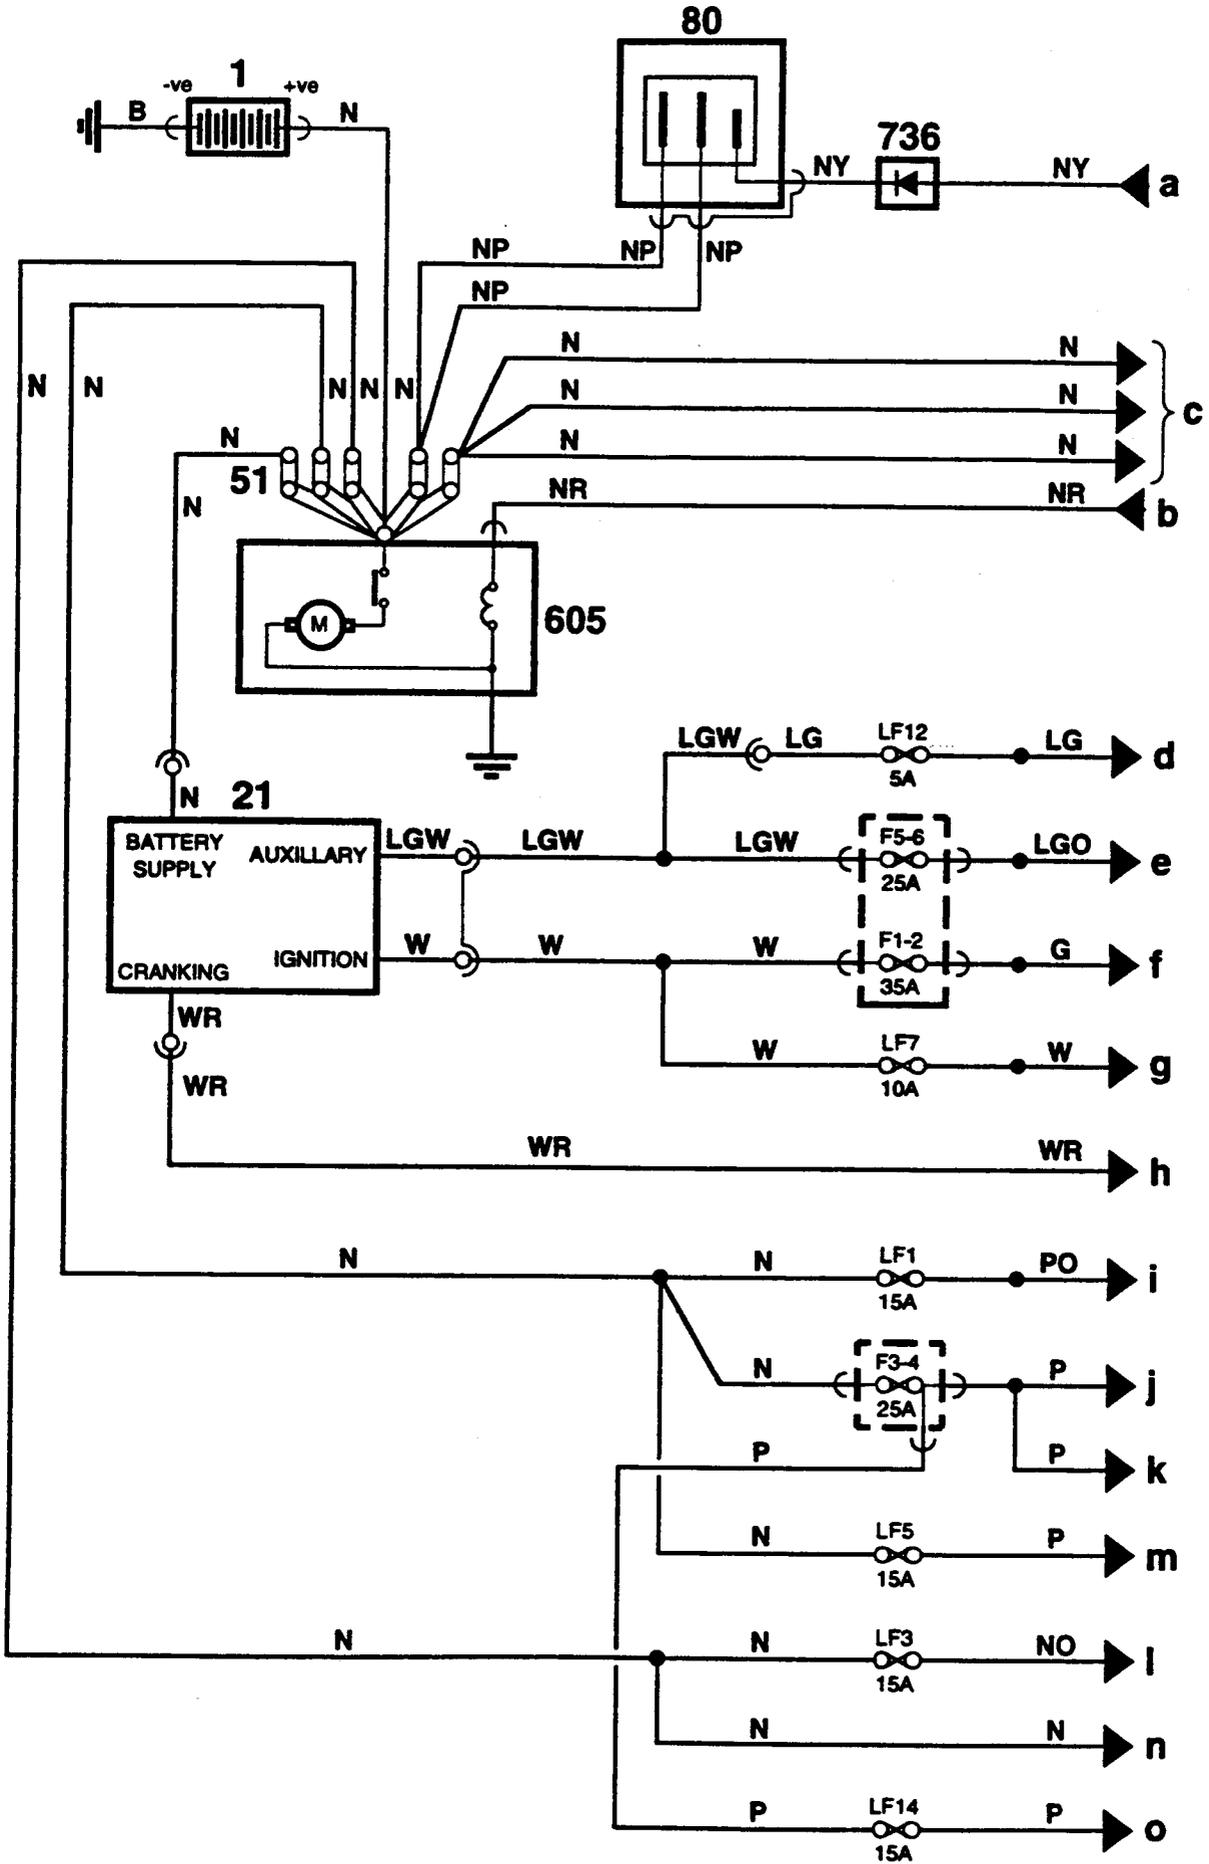 80
1
-ve
+ve
B
N
736
NY
NY
a
NP
NP
NP
NP
N
N
N
N
N
N
N
N
N
N
N
c
N
N
51
N
NR
NR
b
605
M
LGW
LG
LF12
5A
LG
d
N
21
BATTERY
SUPPLY
AUXILLARY
LGW
LGW
LGW
F5-6
25A
LGO
e
CRANKING
IGNITION
W
W
W
F1-2
35A
G
f
WR
WR
W
LF7
10A
W
g
WR
WR
h
N
N
LF1
15A
PO
i
N
F3-4
25A
P
j
P
P
k
N
LF5
15A
P
m
N
N
LF3
15A
NO
l
N
N
n
P
LF14
15A
P
o